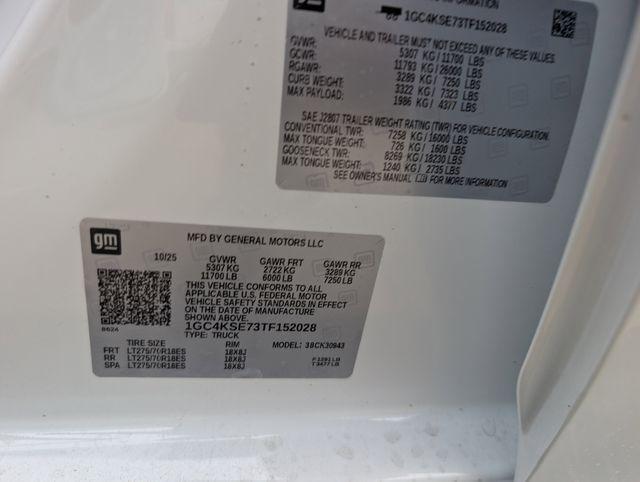 INFORMATION
1GC4KSE73TF152028
VEHICLE AND TRAILER MUST NOT EXCEED ANY OF THESE VALUES.
GVWR: 5307 KG / 11700 LBS
GCWR: 11793 KG / 26000 LBS
RGAWR: 3289 KG / 7250 LBS
CURB WEIGHT: 3322 KG / 7323 LBS
MAX PAYLOAD: 1986 KG / 4377 LBS
SAE J2807 TRAILER WEIGHT RATING (TWR) FOR VEHICLE CONFIGURATION.
CONVENTIONAL TWR: 7258 KG / 16000 LBS
MAX TONGUE WEIGHT: 726 KG / 1600 LBS
GOOSENECK TWR: 8269 KG / 18230 LBS
MAX TONGUE WEIGHT: 1240 KG / 2735 LBS
SEE OWNER'S MANUAL FOR MORE INFORMATION
gm
MFD BY GENERAL MOTORS LLC
10/25 GVWR GAWR FRT GAWR RR
5307 KG 2722 KG 3289 KG
11700 LB 6000 LB 7250 LB
THIS VEHICLE CONFORMS TO ALL
APPLICABLE U.S. FEDERAL MOTOR
VEHICLE SAFETY STANDARDS IN EFFECT
ON THE DATE OF MANUFACTURE
SHOWN ABOVE.
8624
1GC4KSE73TF152028
TYPE: TRUCK MODEL: 3BCK30943
TIRE SIZE RIM
FRT LT275/70R18ES 18X8J
RR LT275/70R18ES 18X8J F 1291 LB
SPA LT275/70R18ES 18X8J T 3477 LB